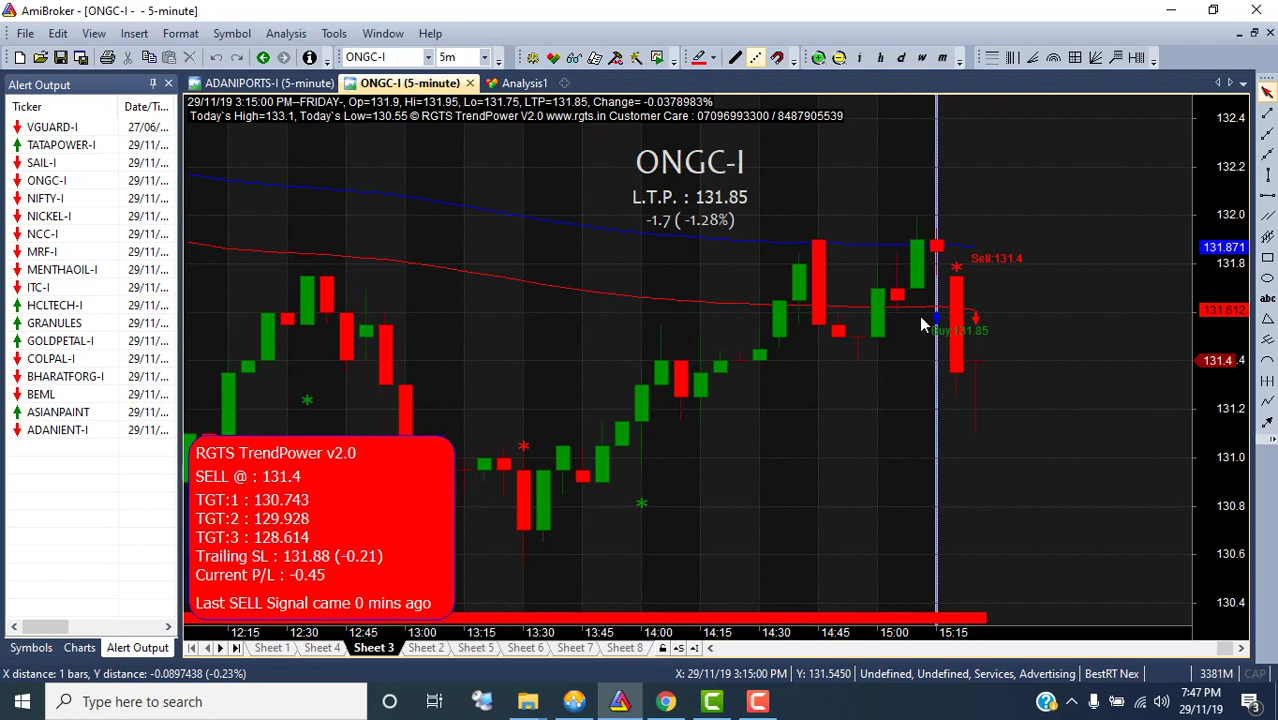 AmiBroker - [ONGC-I - - 5-minute)]
File Edit View Insert Format Symbol Analysis Tools Window Help
ONGC-I 5m i h d w m
Alert Output
ADANIPORTS-I (5-minute) ONGC-I (5-minute) Analysis1
Ticker Date/Ti...
VGUARD-I 27/06/
TATAPOWER-I 29/11/
SAIL-I 29/11/
ONGC-I 29/11/
NIFTY-I 29/11/
NICKEL-I 29/11/
NCC-I 29/11/
MRF-I 29/11/
MENTHAOIL-I 29/11/
ITC-I 29/11/
HCLTECH-I 29/11/
GRANULES 29/11/
GOLDPETAL-I 29/11/
COLPAL-I 29/11/
BHARATFORG-I 29/11/
BEML 29/11/
ASIANPAINT 29/11/
ADANIENT-I 29/11/
29/11/19 3:15:00 PM--FRIDAY-, Op=131.9, Hi=131.95, Lo=131.75, LTP=131.85, Change= -0.0378983%
Today`s High=133.1, Today`s Low=130.55 © RGTS TrendPower V2.0 www.rgts.in Customer Care : 07096993300 / 8487905539
ONGC-I
L.T.P. : 131.85
-1.7 ( -1.28%)
Sell:131.4
Buy:131.85
132.4
132.2
132.0
131.871
131.8
131.612
131.4
131.2
131.0
130.8
130.6
130.4
RGTS TrendPower v2.0
SELL @ : 131.4
TGT:1 : 130.743
TGT:2 : 129.928
TGT:3 : 128.614
Trailing SL : 131.88 (-0.21)
Current P/L : -0.45
Last SELL Signal came 0 mins ago
12:15 12:30 12:45 13:00 13:15 13:30 13:45 14:00 14:15 14:30 14:45 15:00 15:15
Symbols Charts Alert Output
Sheet 1 Sheet 4 Sheet 3 Sheet 2 Sheet 5 Sheet 6 Sheet 7 Sheet 8
abc
X distance: 1 bars, Y distance: -0.0897438 (-0.23%) X: 29/11/19 3:15:00 PM Y: 131.5450 Undefined, Undefined, Services, Advertising BestRT Nex 3381M CAP
Type here to search
7:47 PM
29/11/19
3